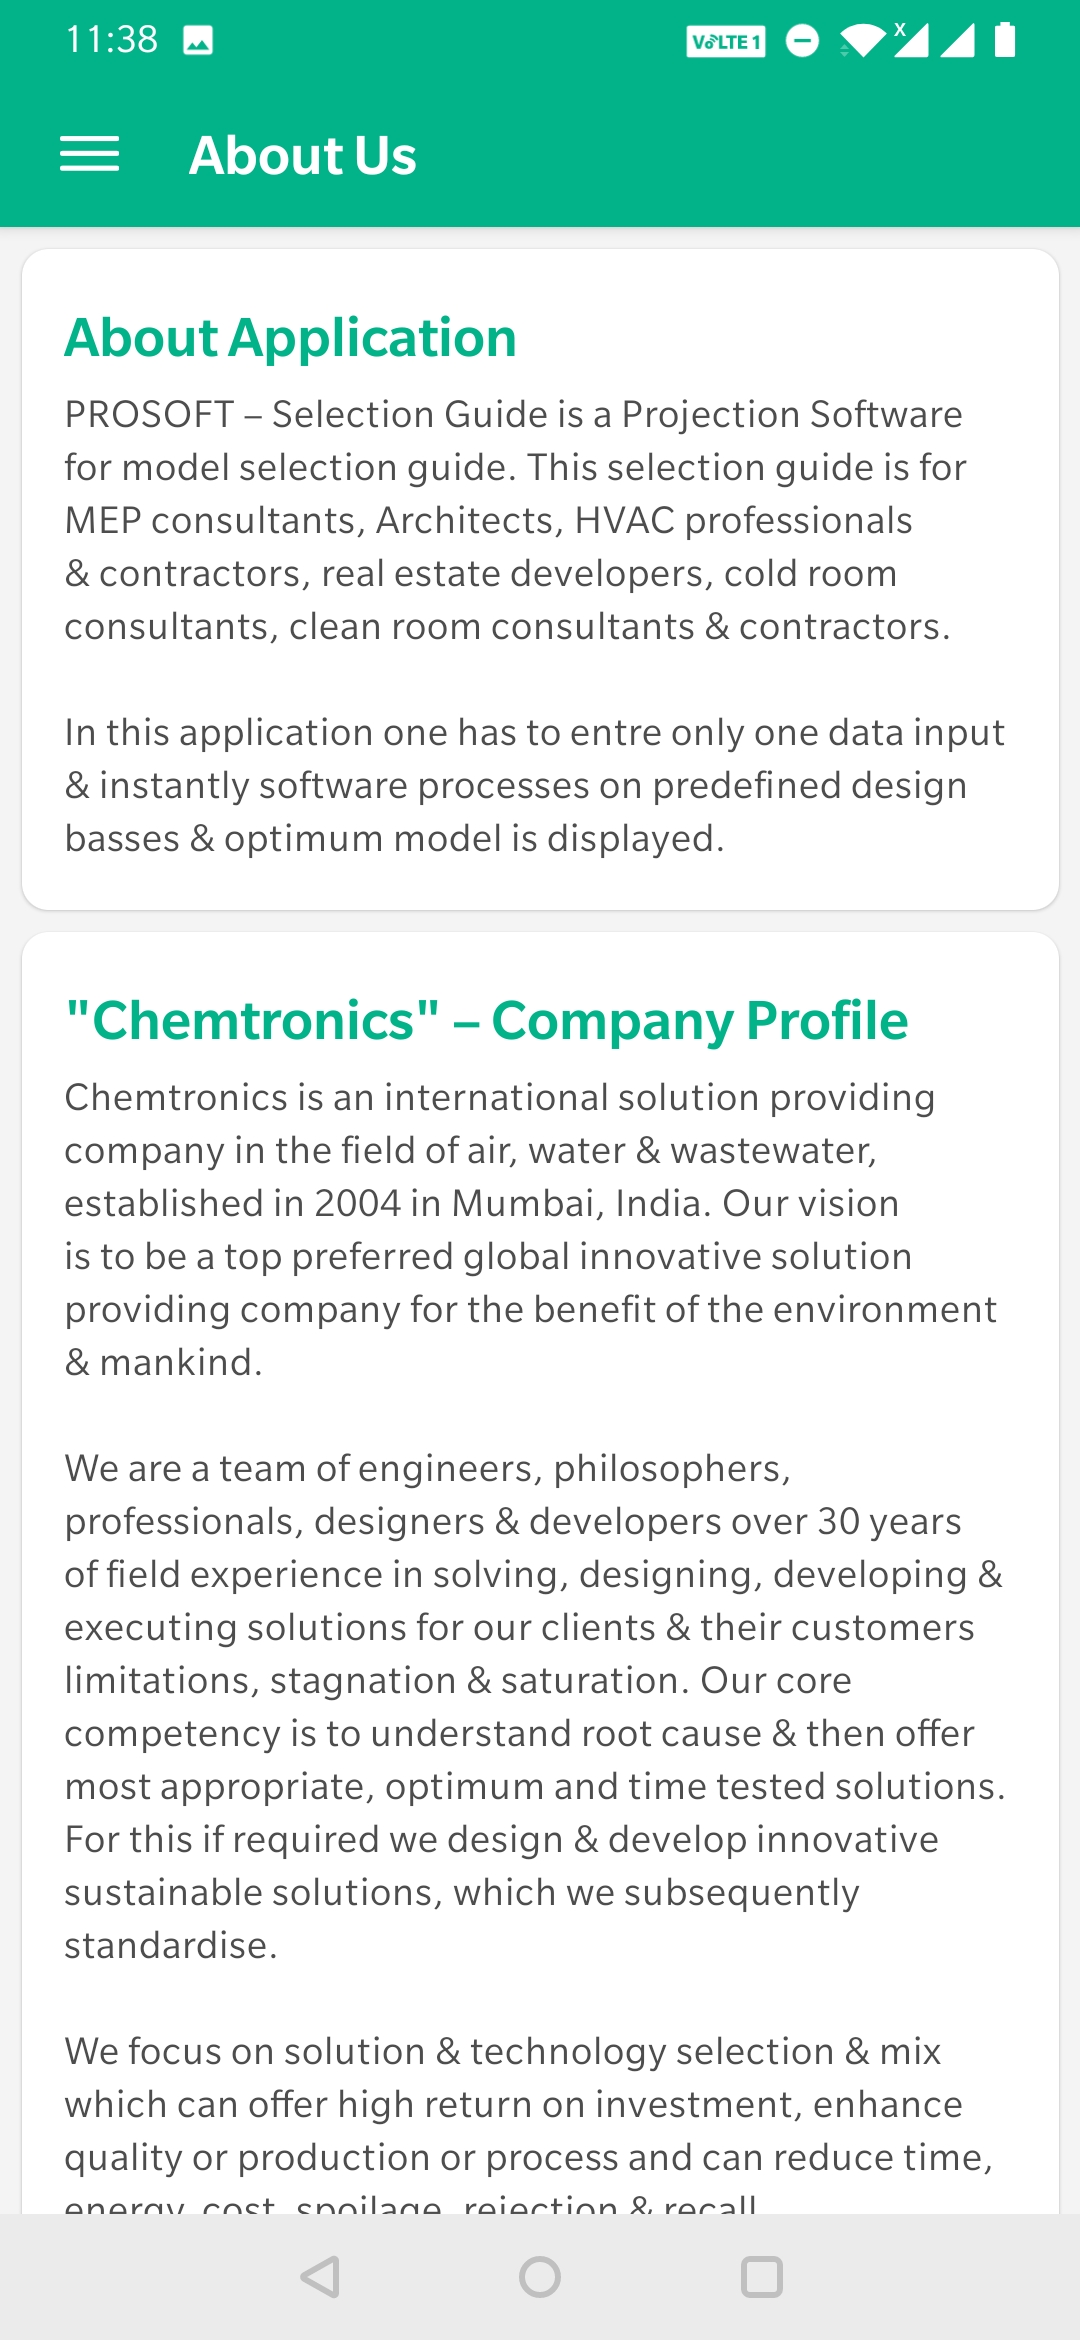 11:38
VoLTE 1
X
About Us
About Application
PROSOFT – Selection Guide is a Projection Software
for model selection guide. This selection guide is for
MEP consultants, Architects, HVAC professionals
& contractors, real estate developers, cold room
consultants, clean room consultants & contractors.
In this application one has to entre only one data input
& instantly software processes on predefined design
basses & optimum model is displayed.
"Chemtronics" – Company Profile
Chemtronics is an international solution providing
company in the field of air, water & wastewater,
established in 2004 in Mumbai, India. Our vision
is to be a top preferred global innovative solution
providing company for the benefit of the environment
& mankind.
We are a team of engineers, philosophers,
professionals, designers & developers over 30 years
of field experience in solving, designing, developing &
executing solutions for our clients & their customers
limitations, stagnation & saturation. Our core
competency is to understand root cause & then offer
most appropriate, optimum and time tested solutions.
For this if required we design & develop innovative
sustainable solutions, which we subsequently
standardise.
We focus on solution & technology selection & mix
which can offer high return on investment, enhance
quality or production or process and can reduce time,
energy, cost, spoilage, rejection & recall